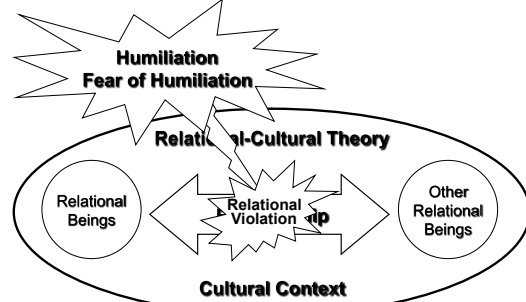 Humiliation
Fear of Humiliation
Relational-Cultural Theory
Relational
Beings
Relational
Violation
Other
Relational
Beings
Cultural Context